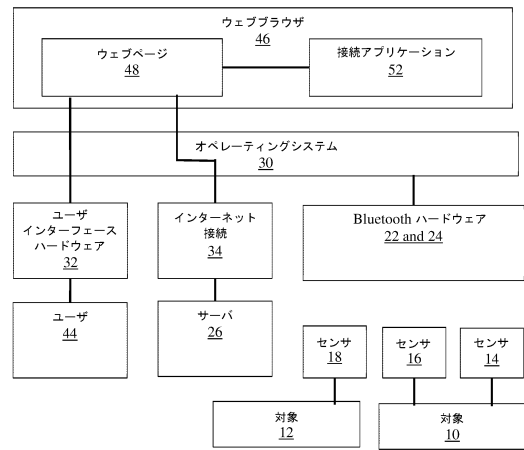 ウェブブラウザ
46
ウェブページ
48
接続アプリケーション
52
オペレーティングシステム
30
ユーザ
インターフェース
ハードウェア
32
インターネット
接続
34
Bluetooth ハードウェア
22 and 24
ユーザ
44
サーバ
26
センサ
18
センサ
16
センサ
14
対象
12
対象
10